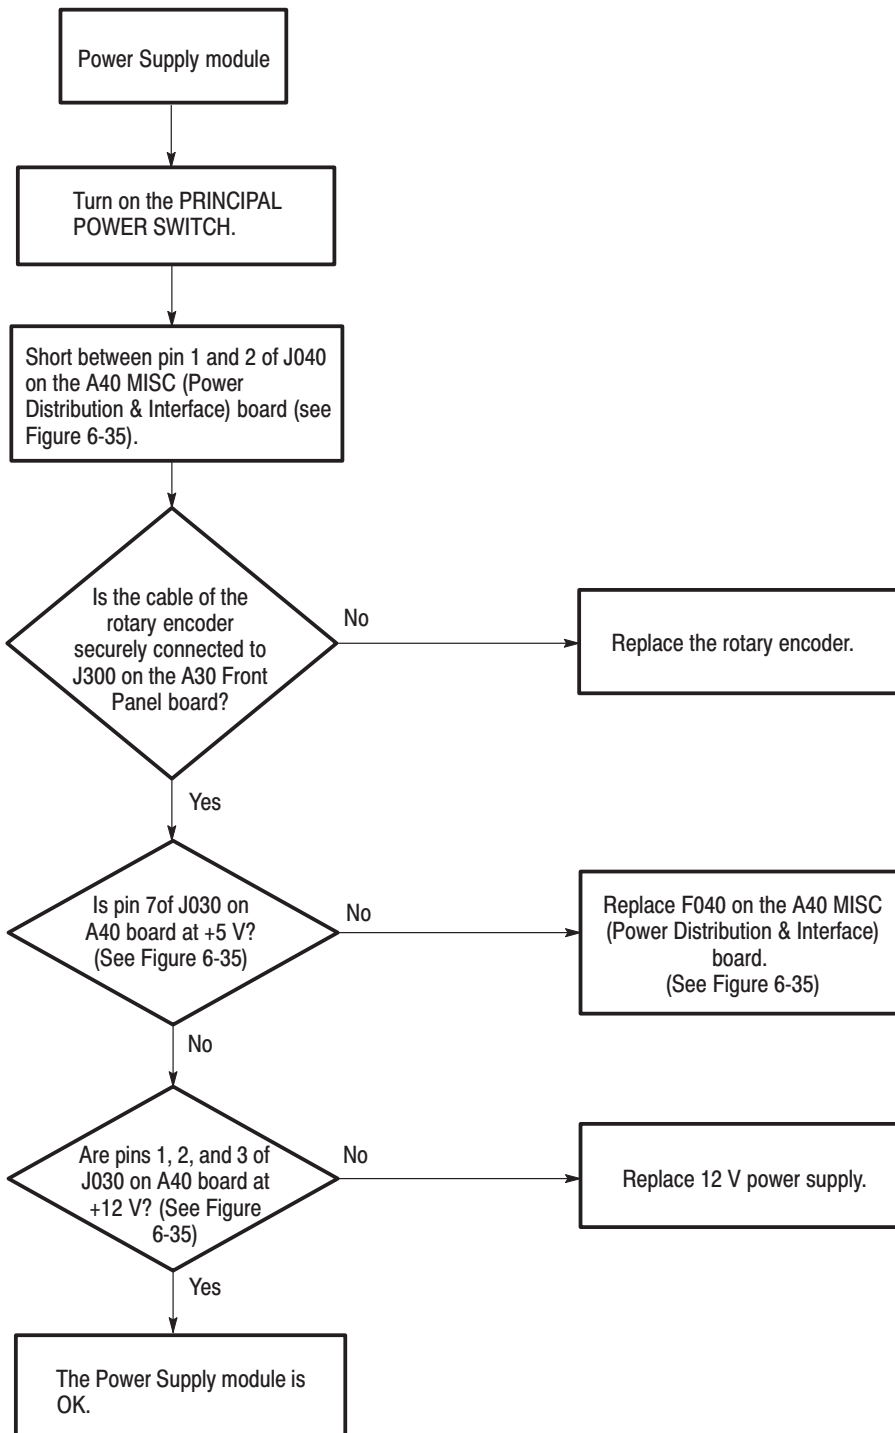 Power Supply module
Turn on the PRINCIPAL
POWER SWITCH.
Short between pin 1 and 2 of J040
on the A40 MISC (Power
Distribution & Interface) board (see
Figure 6-35).
Is the cable of the
rotary encoder
securely connected to
J300 on the A30 Front
Panel board?
No
Replace the rotary encoder.
Yes
Is pin 7of J030 on
A40 board at +5 V?
(See Figure 6-35)
No
Replace F040 on the A40 MISC
(Power Distribution & Interface)
board.
(See Figure 6-35)
No
Are pins 1, 2, and 3 of
J030 on A40 board at
+12 V? (See Figure
6-35)
No
Replace 12 V power supply.
Yes
The Power Supply module is
OK.